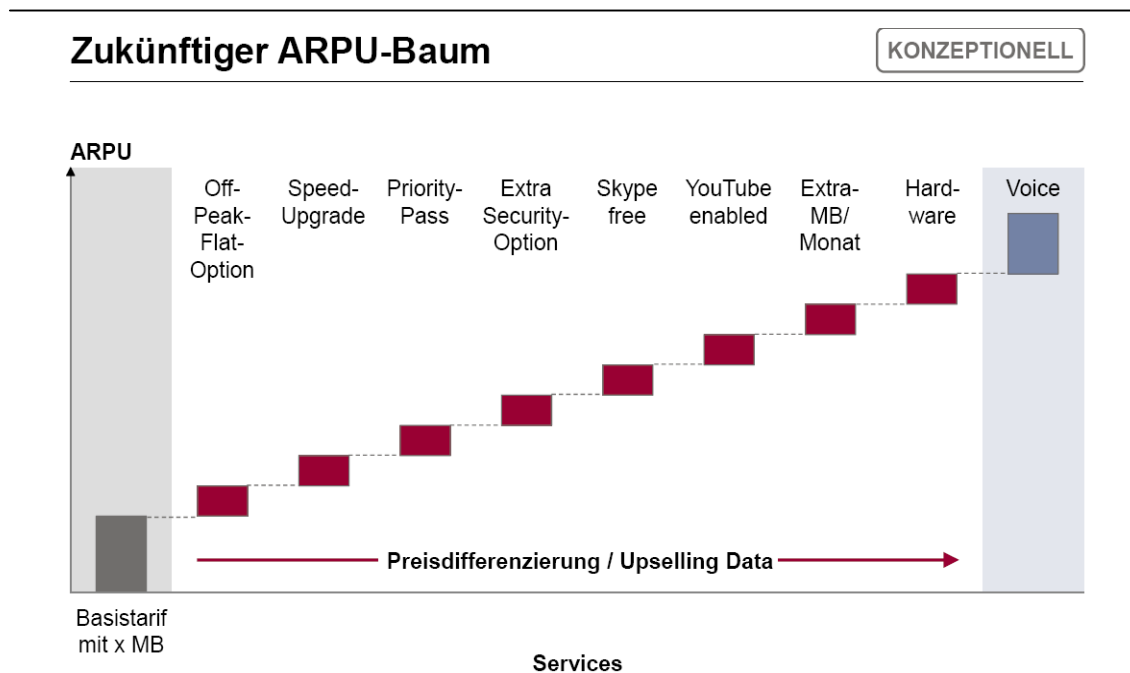 Zukünftiger ARPU-Baum
KONZEPTIONELL
ARPU
Off-
Peak-
Flat-
Option
Speed-
Upgrade
Priority-
Pass
Extra
Security-
Option
Skype
free
YouTube
enabled
Extra-
MB/
Monat
Hard-
ware
Voice
Preisdifferenzierung / Upselling Data
Basistarif
mit x MB
Services